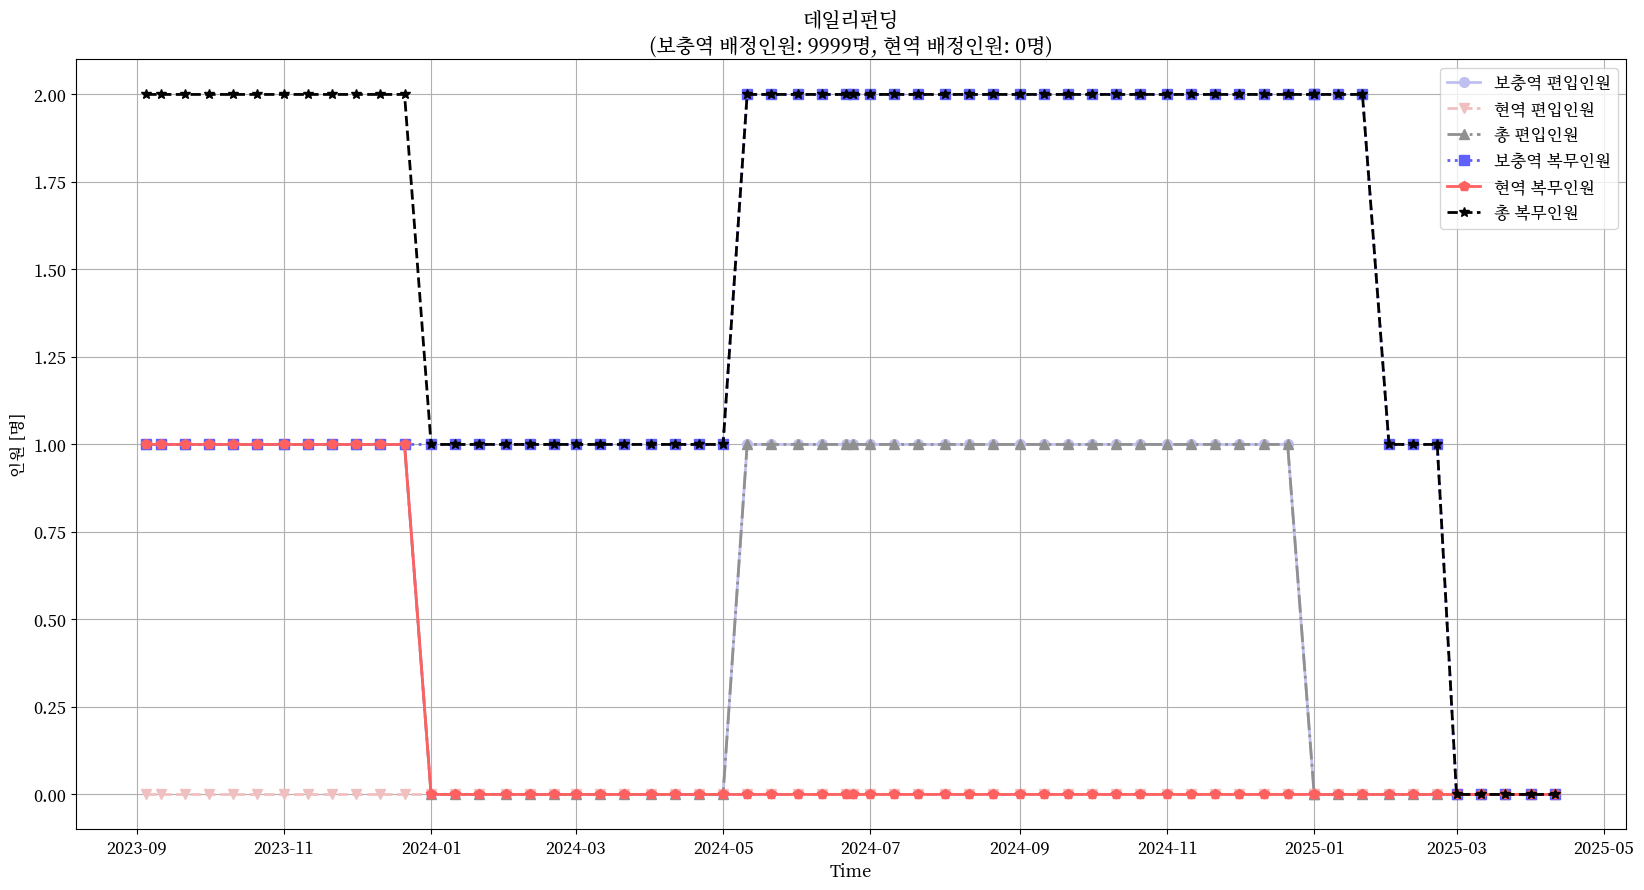 데일리펀딩
(보충역 배정인원: 9999명, 현역 배정인원: 0명)
보충역 편입인원
현역 편입인원
총 편입인원
보충역 복무인원
현역 복무인원
총 복무인원
인원 [명]
2.00
1.75
1.50
1.25
1.00
0.75
0.50
0.25
0.00
2023-09
2023-11
2024-01
2024-03
2024-05
2024-07
2024-09
2024-11
2025-01
2025-03
2025-05
Time